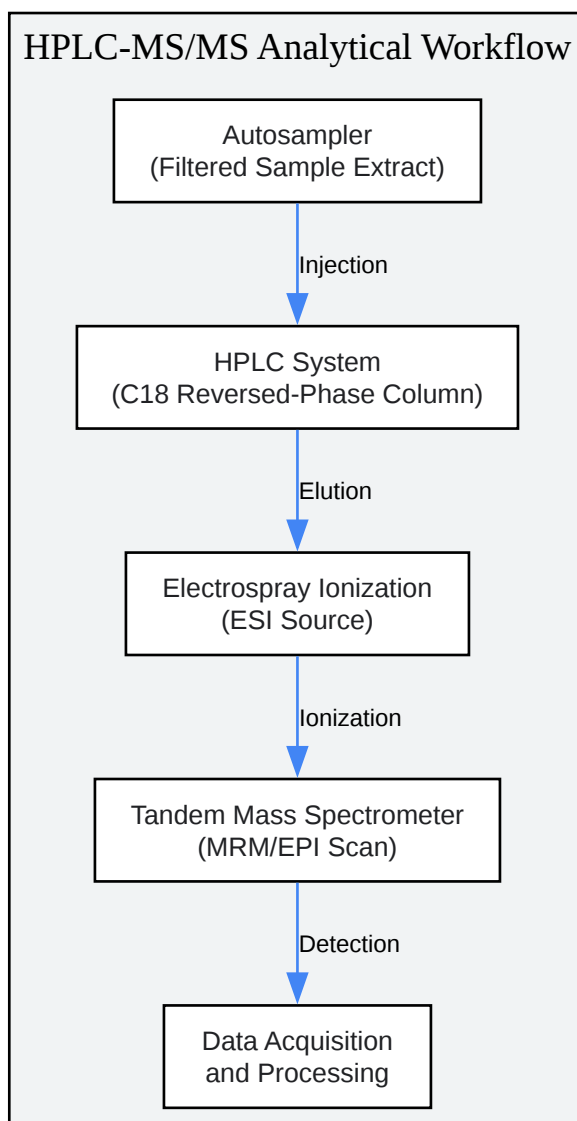 HPLC-MS/MS Analytical Workflow
Autosampler
(Filtered Sample Extract)
Injection
HPLC System
(C18 Reversed-Phase Column)
Elution
Electrospray Ionization
(ESI Source)
Ionization
Tandem Mass Spectrometer
(MRM/EPI Scan)
Detection
Data Acquisition
and Processing